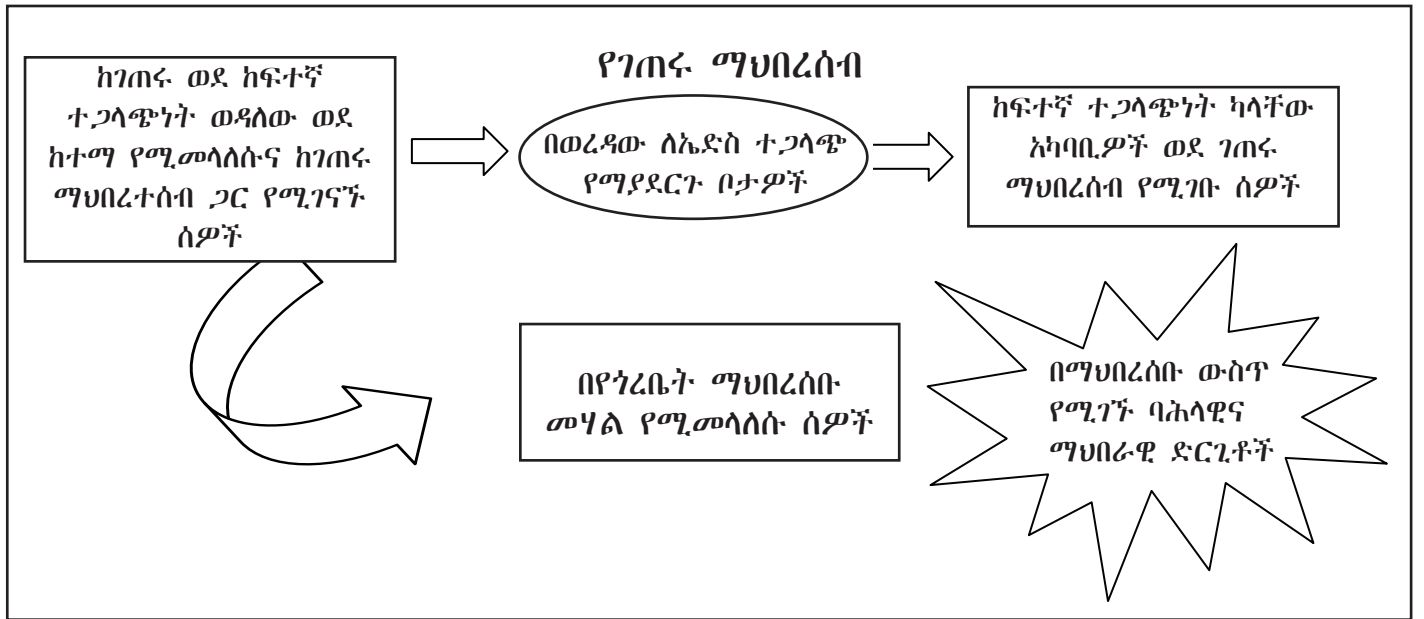 የገጠሩ ማህበረሰብ
ከገጠሩ ወደ ከፍተኛ
ተጋላጭነት ወዳለው ወደ
ከተማ የሚመላለሱና ከገጠሩ
ማህበረተሰብ ጋር የሚገናኙ
ሰዎች
በወረዳው ለኤድስ ተጋላጭ
የማያደርጉ ቦታዎች
ከፍተኛ ተጋላጭነት ካላቸው
አካባቢዎች ወደ ገጠሩ
ማህበረሰብ የሚገቡ ሰዎች
በየጎረቤት ማህበረሰቡ
መሃል የሚመላለሱ ሰዎች
በማህበረሰቡ ውስጥ
የሚገኙ ባሕላዊና
ማህበራዊ ድርጊቶች